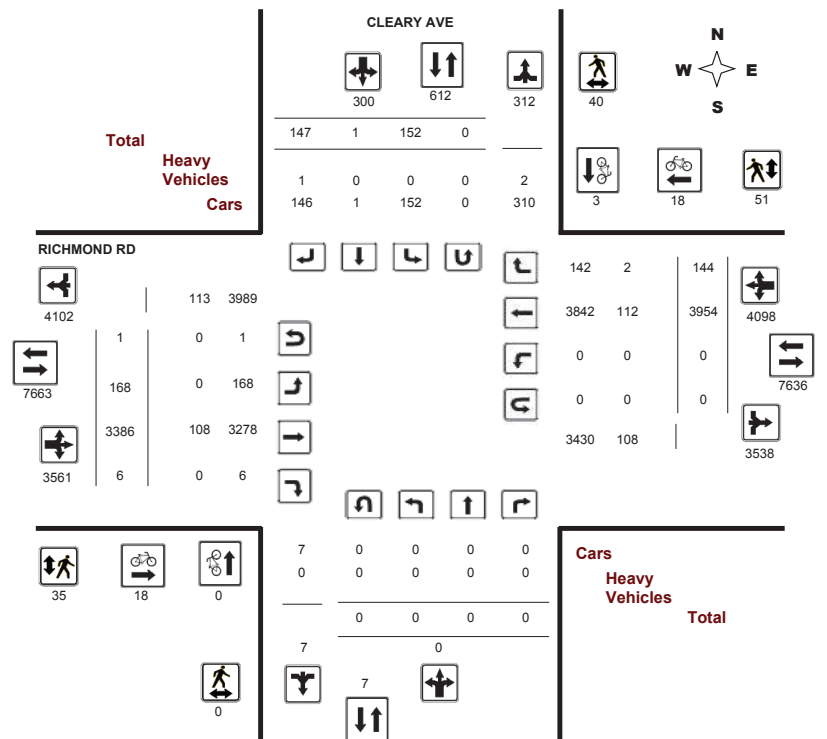 CLEARY AVE
N
W E
S
300 612 312 40
147 1 152 0
Total
Heavy
Vehicles
1 0 0 0 2
Cars
146 1 152 0 310
3 18 51
RICHMOND RD
4102
113 3989
1 0 1
7663
168 0 168
3386 108 3278
3561
6 0 6
142 2 144
3842 112 3954
4098
0 0 0
7636
0 0 0
3430 108
3538
35 18 0
0
7 0 0 0 0
0 0 0 0 0
0 0 0 0
7 0
7
Cars
Heavy
Vehicles
Total